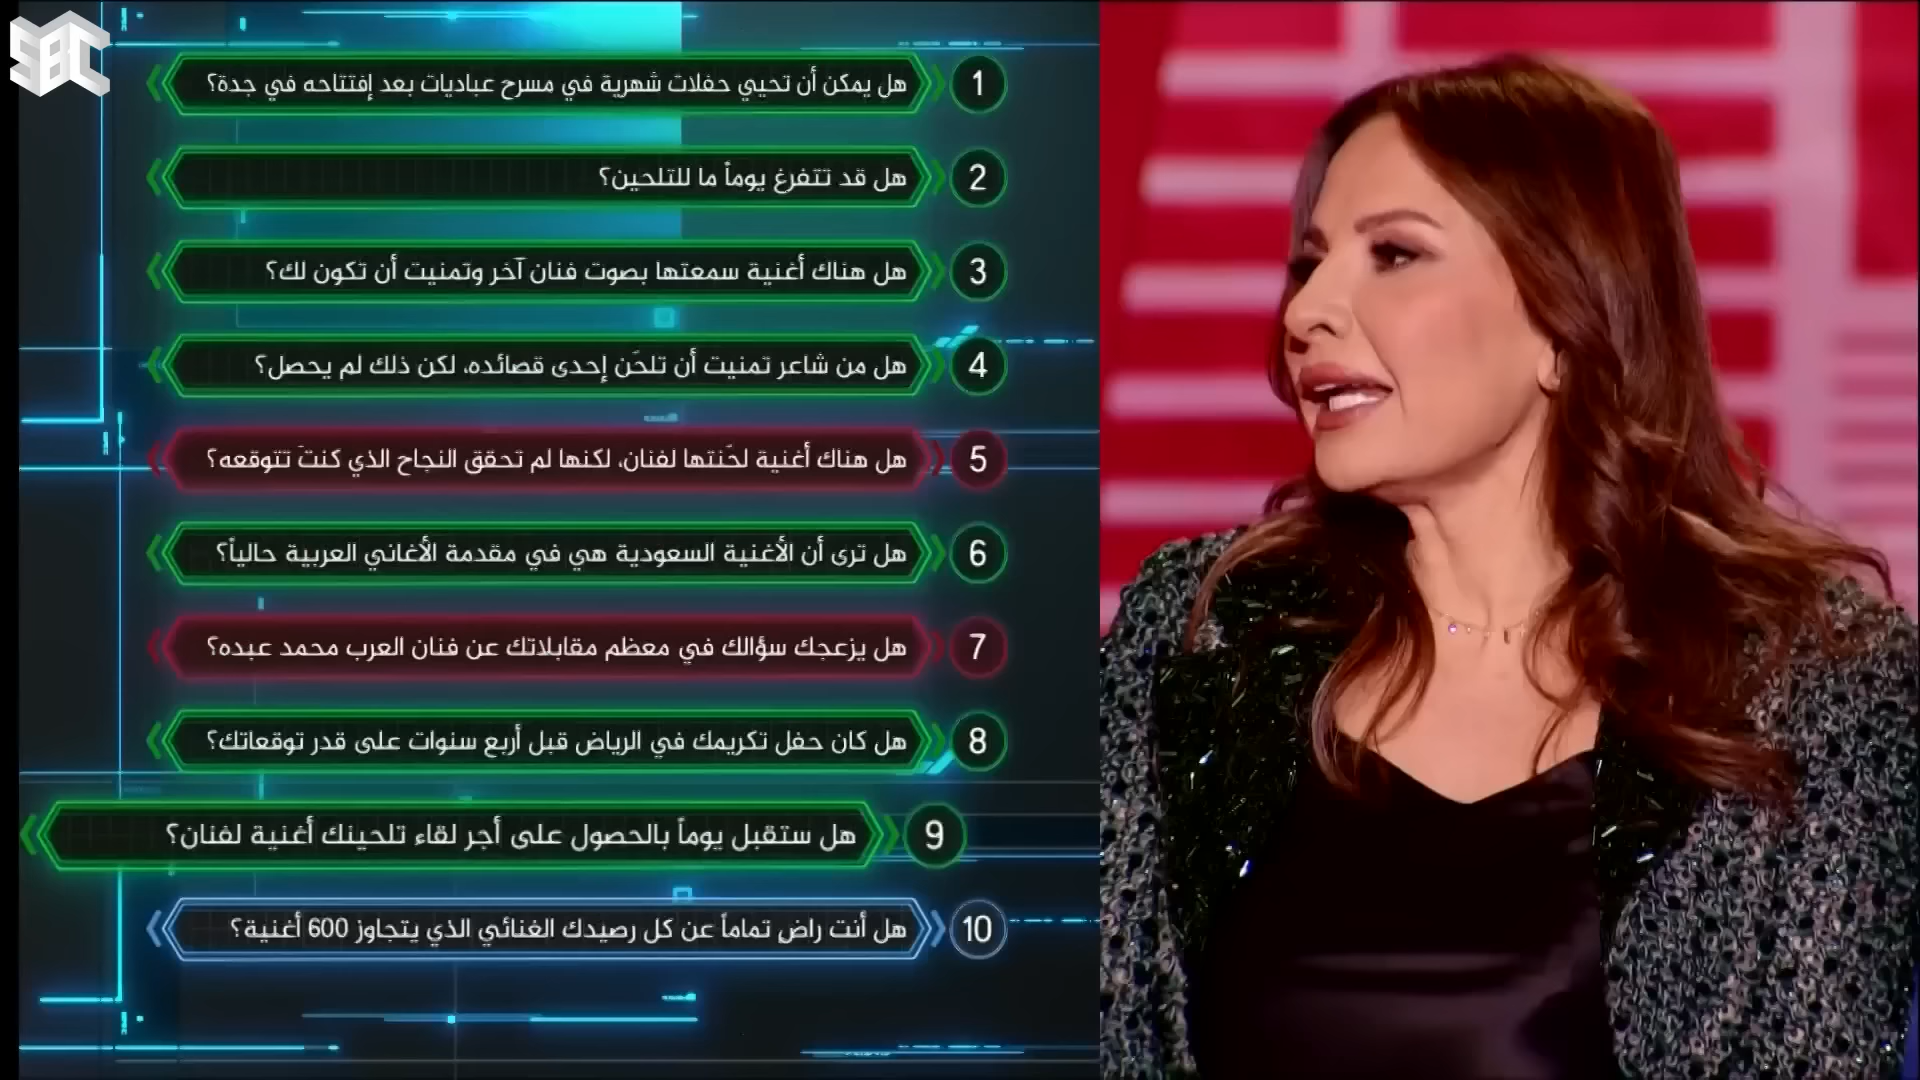 SBC
1 هل يمكن أن تحيي حفلات شهرية في مسرح عباديات بعد إفتتاحه في جدة؟
2 هل قد تتفرغ يوماً ما للتلحين؟
3 هل هناك أغنية سمعتها بصوت فنان آخر وتمنيت أن تكون لك؟
4 هل من شاعر تمنيت أن تلحّن إحدى قصائده، لكن ذلك لم يحصل؟
5 هل هناك أغنية لحّنتها لفنان، لكنها لم تحقق النجاح الذي كنتَ تتوقعه؟
6 هل ترى أن الأغنية السعودية هي في مقدمة الأغاني العربية حالياً؟
7 هل يزعجك سؤالك في معظم مقابلاتك عن فنان العرب محمد عبده؟
8 هل كان حفل تكريمك في الرياض قبل أربع سنوات على قدر توقعاتك؟
9 هل ستقبل يوماً بالحصول على أجر لقاء تلحينك أغنية لفنان؟
10 هل أنت راضٍ تماماً عن كل رصيدك الغنائي الذي يتجاوز 600 أغنية؟